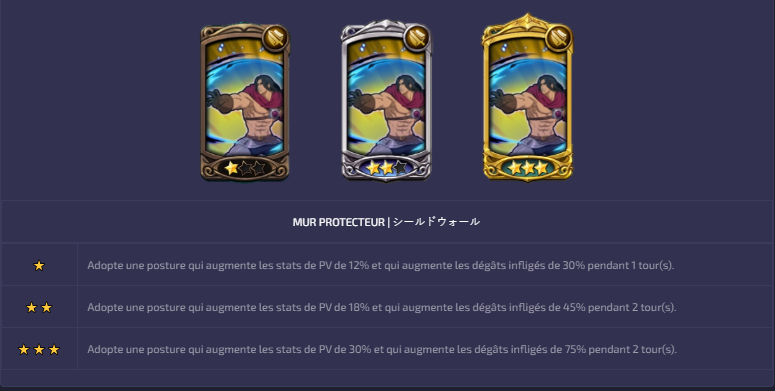 MUR PROTECTEUR | シールドウォール
Adopte une posture qui augmente les stats de PV de 12% et qui augmente les dégâts infligés de 30% pendant 1 tour(s).
Adopte une posture qui augmente les stats de PV de 18% et qui augmente les dégâts infligés de 45% pendant 2 tour(s).
Adopte une posture qui augmente les stats de PV de 30% et qui augmente les dégâts infligés de 75% pendant 2 tour(s).